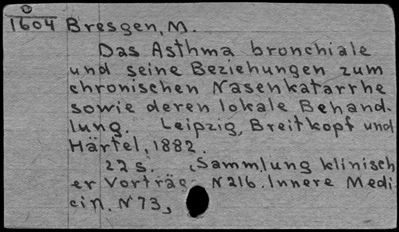 1604 Bresgen, M.
Das Asthma bronchiale
und seine Beziehungen zum
chronischen Nasenkatarrhe
sowie deren lokale Behand
lung. Leipzig, Breitkopf und
Härtel, 1882.
22 s. (Sammlung klinisch
er Vorträg N 216. Innere Medi
cin. N 73)